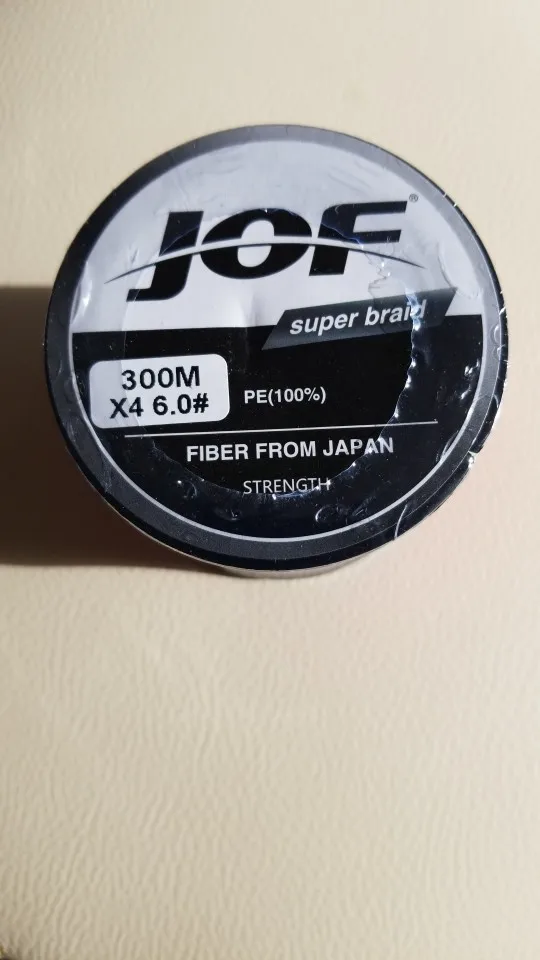 JOF®
super braid
300M
X4 6.0#
PE(100%)
FIBER FROM JAPAN
STRENGTH